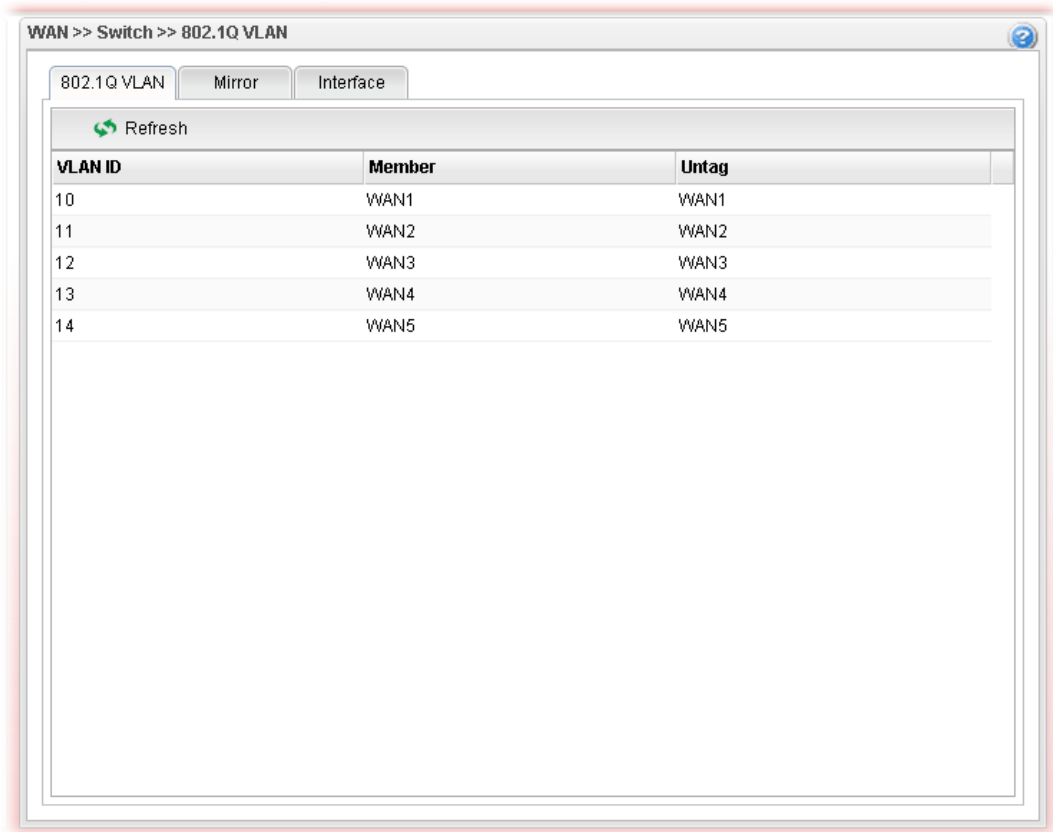 WAN >> Switch >> 802.1Q VLAN
802.1Q VLAN Mirror Interface
Refresh
VLAN ID Member Untag
10 WAN1 WAN1
11 WAN2 WAN2
12 WAN3 WAN3
13 WAN4 WAN4
14 WAN5 WAN5